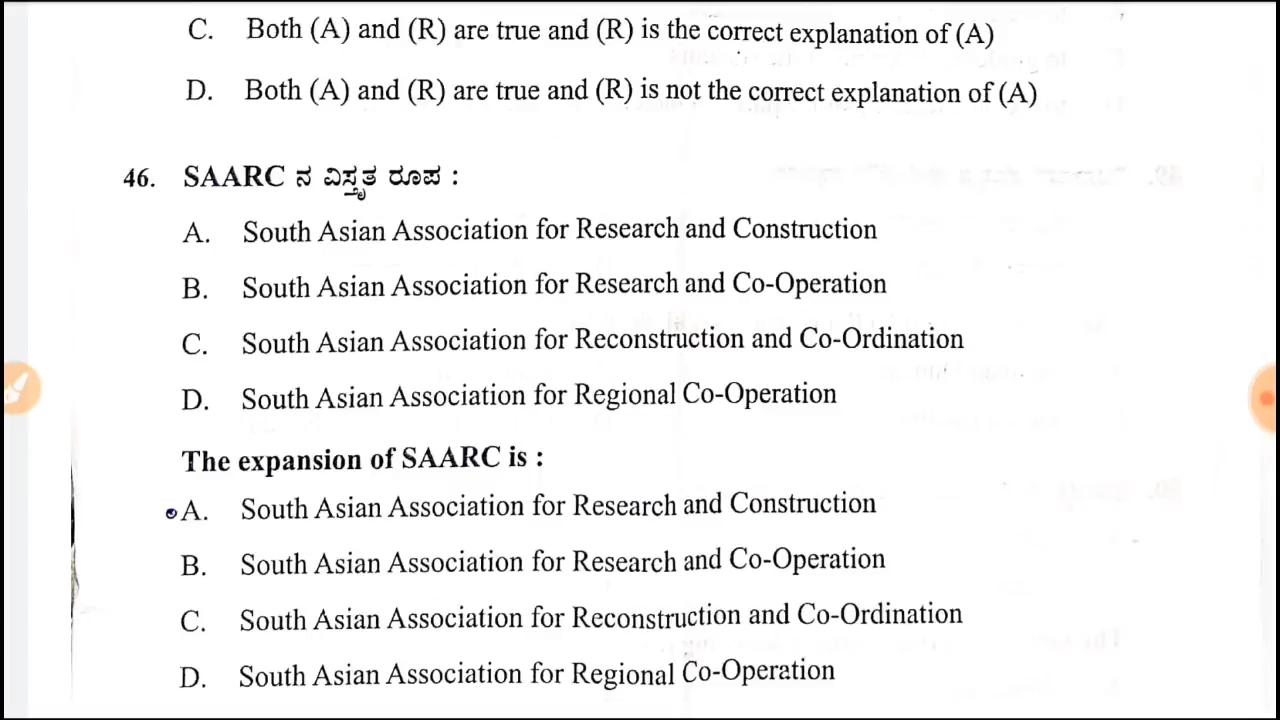 C. Both (A) and (R) are true and (R) is the correct explanation of (A)
D. Both (A) and (R) are true and (R) is not the correct explanation of (A)
46. SAARC ನ ವಿಸ್ತೃತ ರೂಪ :
A. South Asian Association for Research and Construction
B. South Asian Association for Research and Co-Operation
C. South Asian Association for Reconstruction and Co-Ordination
D. South Asian Association for Regional Co-Operation
The expansion of SAARC is :
A. South Asian Association for Research and Construction
B. South Asian Association for Research and Co-Operation
C. South Asian Association for Reconstruction and Co-Ordination
D. South Asian Association for Regional Co-Operation